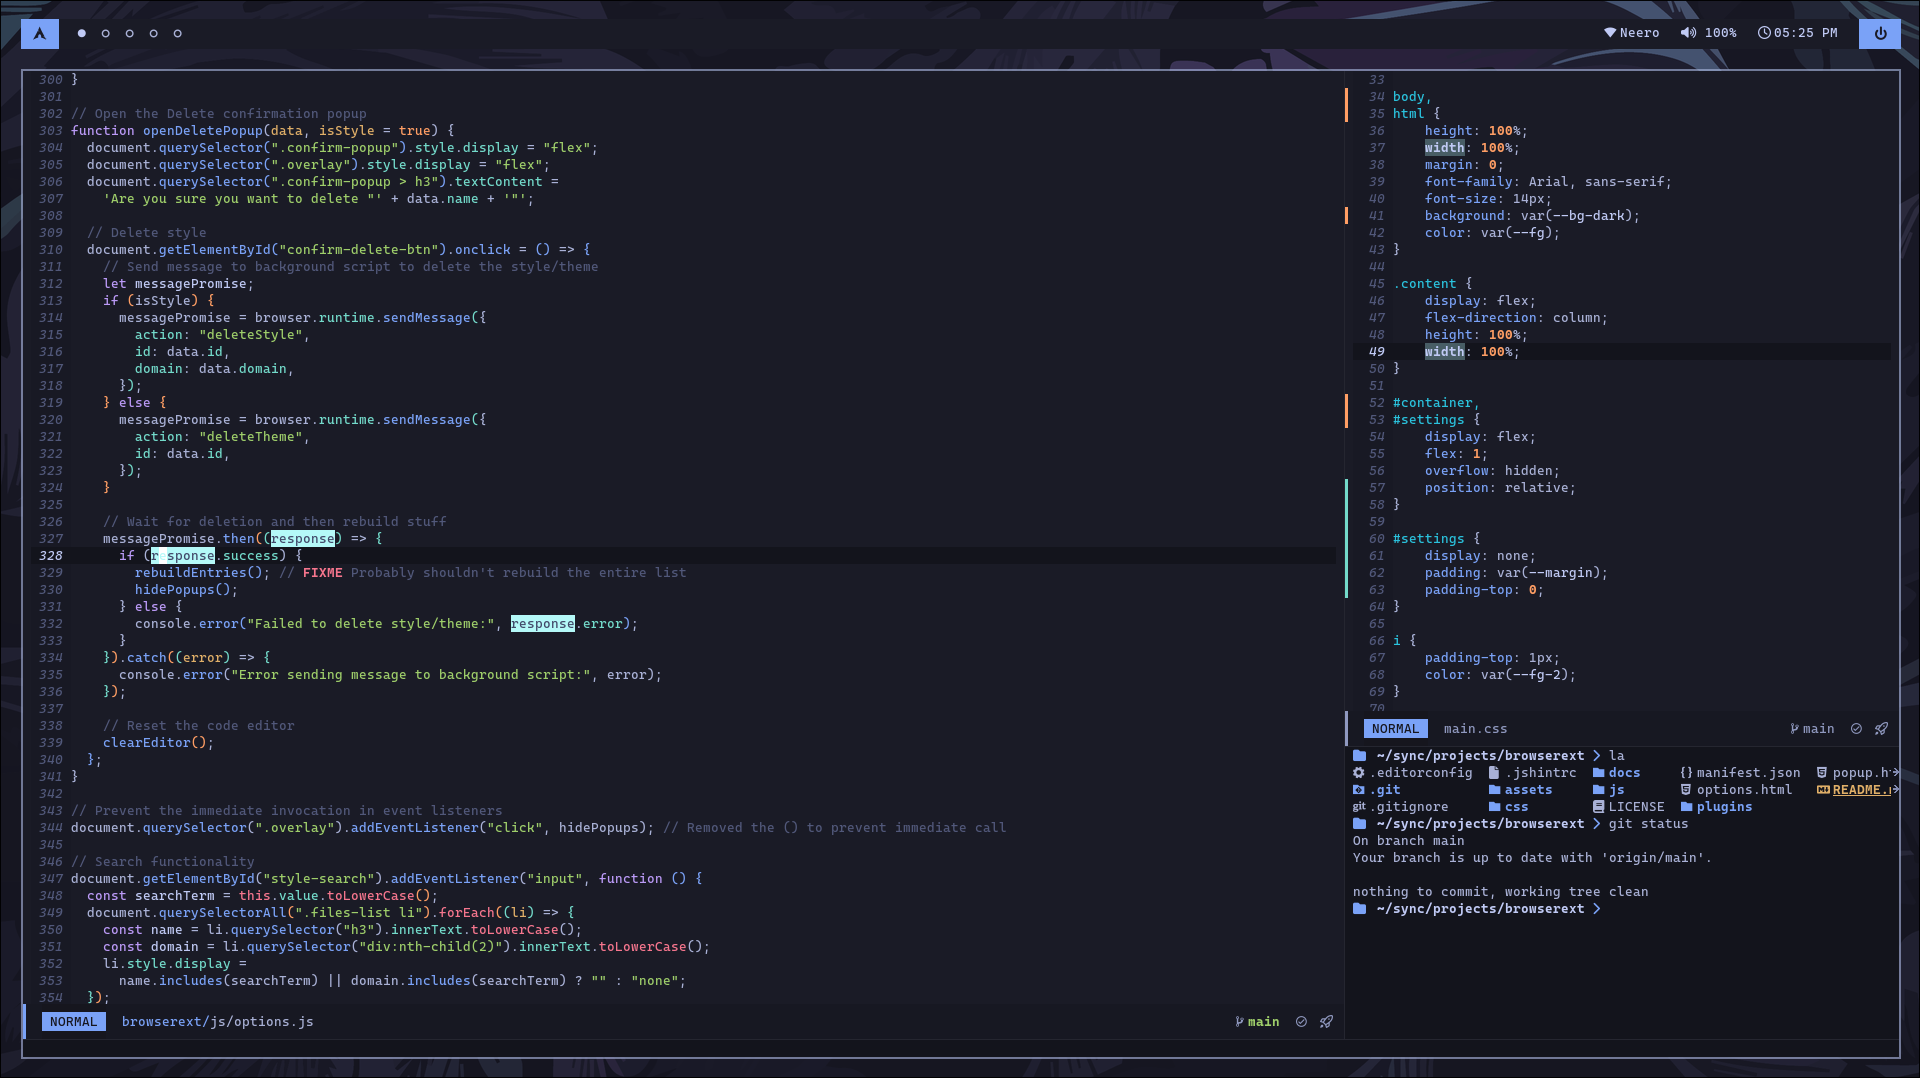 Neero 100% 05:25 PM
300 }
301
302 // Open the Delete confirmation popup
303 function openDeletePopup(data, isStyle = true) {
304   document.querySelector(".confirm-popup").style.display = "flex";
305   document.querySelector(".overlay").style.display = "flex";
306   document.querySelector(".confirm-popup > h3").textContent =
307     'Are you sure you want to delete "' + data.name + '"';
308
309   // Delete style
310   document.getElementById("confirm-delete-btn").onclick = () => {
311     // Send message to background script to delete the style/theme
312     let messagePromise;
313     if (isStyle) {
314       messagePromise = browser.runtime.sendMessage({
315         action: "deleteStyle",
316         id: data.id,
317         domain: data.domain,
318       });
319     } else {
320       messagePromise = browser.runtime.sendMessage({
321         action: "deleteTheme",
322         id: data.id,
323       });
324     }
325
326     // Wait for deletion and then rebuild stuff
327     messagePromise.then((response) => {
328       if (response.success) {
329         rebuildEntries(); // FIXME Probably shouldn't rebuild the entire list
330         hidePopups();
331       } else {
332         console.error("Failed to delete style/theme:", response.error);
333       }
334     }).catch((error) => {
335       console.error("Error sending message to background script:", error);
336     });
337
338     // Reset the code editor
339     clearEditor();
340   };
341 }
342
343 // Prevent the immediate invocation in event listeners
344 document.querySelector(".overlay").addEventListener("click", hidePopups); // Removed the () to prevent immediate call
345
346 // Search functionality
347 document.getElementById("style-search").addEventListener("input", function () {
348   const searchTerm = this.value.toLowerCase();
349   document.querySelectorAll(".files-list li").forEach((li) => {
350     const name = li.querySelector("h3").innerText.toLowerCase();
351     const domain = li.querySelector("div:nth-child(2)").innerText.toLowerCase();
352     li.style.display =
353       name.includes(searchTerm) || domain.includes(searchTerm) ? "" : "none";
354   });
NORMAL browserext/js/options.js main
33
34 body,
35 html {
36     height: 100%;
37     width: 100%;
38     margin: 0;
39     font-family: Arial, sans-serif;
40     font-size: 14px;
41     background: var(--bg-dark);
42     color: var(--fg);
43 }
44
45 .content {
46     display: flex;
47     flex-direction: column;
48     height: 100%;
49     width: 100%;
50 }
51
52 #container,
53 #settings {
54     display: flex;
55     flex: 1;
56     overflow: hidden;
57     position: relative;
58 }
59
60 #settings {
61     display: none;
62     padding: var(--margin);
63     padding-top: 0;
64 }
65
66 i {
67     padding-top: 1px;
68     color: var(--fg-2);
69 }
70
NORMAL main.css main
~/sync/projects/browserext > la
.editorconfig .jshintrc docs {} manifest.json popup.h
.git assets js options.html README.
git .gitignore css LICENSE plugins
~/sync/projects/browserext > git status
On branch main
Your branch is up to date with 'origin/main'.

nothing to commit, working tree clean
~/sync/projects/browserext >